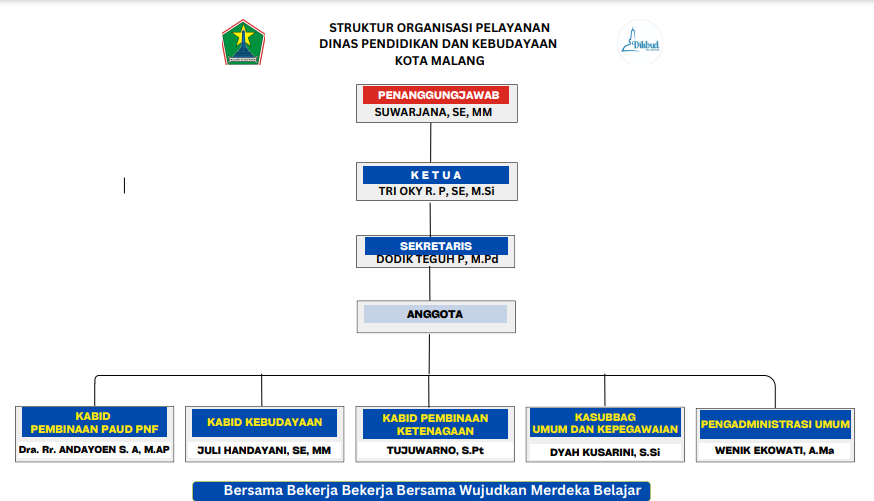 STRUKTUR ORGANISASI PELAYANAN
DINAS PENDIDIKAN DAN KEBUDAYAAN
KOTA MALANG
Dikbud
PENANGGUNGJAWAB
SUWARJANA, SE, MM
K E T U A
TRI OKY R. P, SE, M.Si
SEKRETARIS
DODIK TEGUH P, M.Pd
ANGGOTA
KABID
PEMBINAAN PAUD PNF
Dra. Rr. ANDAYOEN S. A, M.AP
KABID KEBUDAYAAN
JULI HANDAYANI, SE, MM
KABID PEMBINAAN
KETENAGAAN
TUJUWARNO, S.Pt
KASUBBAG
UMUM DAN KEPEGAWAIAN
DYAH KUSARINI, S.Si
PENGADMINISTRASI UMUM
WENIK EKOWATI, A.Ma
Bersama Bekerja Bekerja Bersama Wujudkan Merdeka Belajar